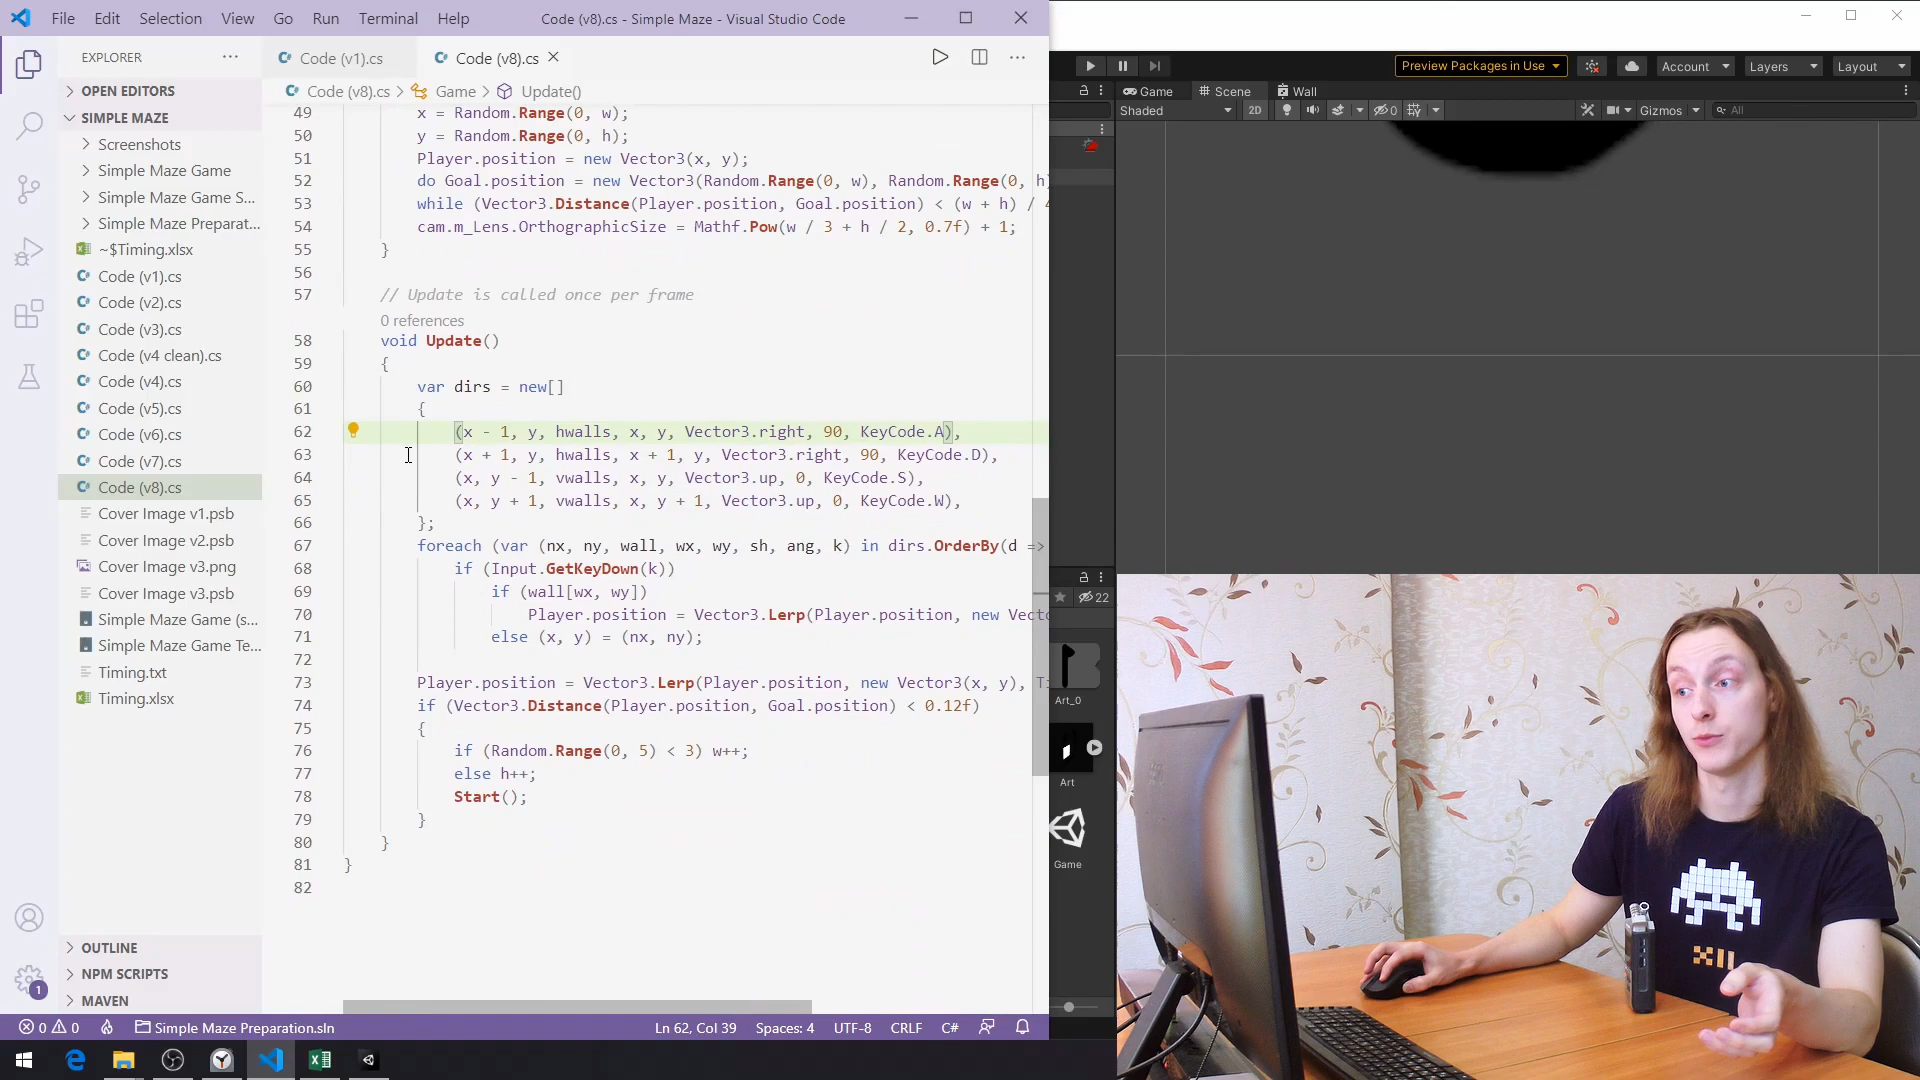 File Edit Selection View Go Run Terminal Help
Code (v8).cs - Simple Maze - Visual Studio Code
EXPLORER
Code (v1).cs
Code (v8).cs
OPEN EDITORS
SIMPLE MAZE
Screenshots
Simple Maze Game
Simple Maze Game S...
Simple Maze Preparat...
~$Timing.xlsx
Code (v1).cs
Code (v2).cs
Code (v3).cs
Code (v4 clean).cs
Code (v4).cs
Code (v5).cs
Code (v6).cs
Code (v7).cs
Code (v8).cs
Cover Image v1.psb
Cover Image v2.psb
Cover Image v3.png
Cover Image v3.psb
Simple Maze Game (s...
Simple Maze Game Te...
Timing.txt
Timing.xlsx
OUTLINE
NPM SCRIPTS
MAVEN
Code (v8).cs > Game > Update()
49 x = Random.Range(0, w);
50 y = Random.Range(0, h);
51 Player.position = new Vector3(x, y);
52 do Goal.position = new Vector3(Random.Range(0, w), Random.Range(0, h)
53 while (Vector3.Distance(Player.position, Goal.position) < (w + h) / 4
54 cam.m_Lens.OrthographicSize = Mathf.Pow(w / 3 + h / 2, 0.7f) + 1;
55 }
56
57 // Update is called once per frame
0 references
58 void Update()
59 {
60 var dirs = new[]
61 {
62 (x - 1, y, hwalls, x, y, Vector3.right, 90, KeyCode.A),
63 (x + 1, y, hwalls, x + 1, y, Vector3.right, 90, KeyCode.D),
64 (x, y - 1, vwalls, x, y, Vector3.up, 0, KeyCode.S),
65 (x, y + 1, vwalls, x, y + 1, Vector3.up, 0, KeyCode.W),
66 };
67 foreach (var (nx, ny, wall, wx, wy, sh, ang, k) in dirs.OrderBy(d =>
68 if (Input.GetKeyDown(k))
69 if (wall[wx, wy])
70 Player.position = Vector3.Lerp(Player.position, new Vecto
71 else (x, y) = (nx, ny);
72
73 Player.position = Vector3.Lerp(Player.position, new Vector3(x, y), Ti
74 if (Vector3.Distance(Player.position, Goal.position) < 0.12f)
75 {
76 if (Random.Range(0, 5) < 3) w++;
77 else h++;
78 Start();
79 }
80 }
81 }
82
0 0
Simple Maze Preparation.sln
Ln 62, Col 39 Spaces: 4 UTF-8 CRLF C#
1
Preview Packages in Use
Account
Layers
Layout
Game
Scene
Wall
Shaded
2D
0
Gizmos
All
22
Art_0
Art
Game